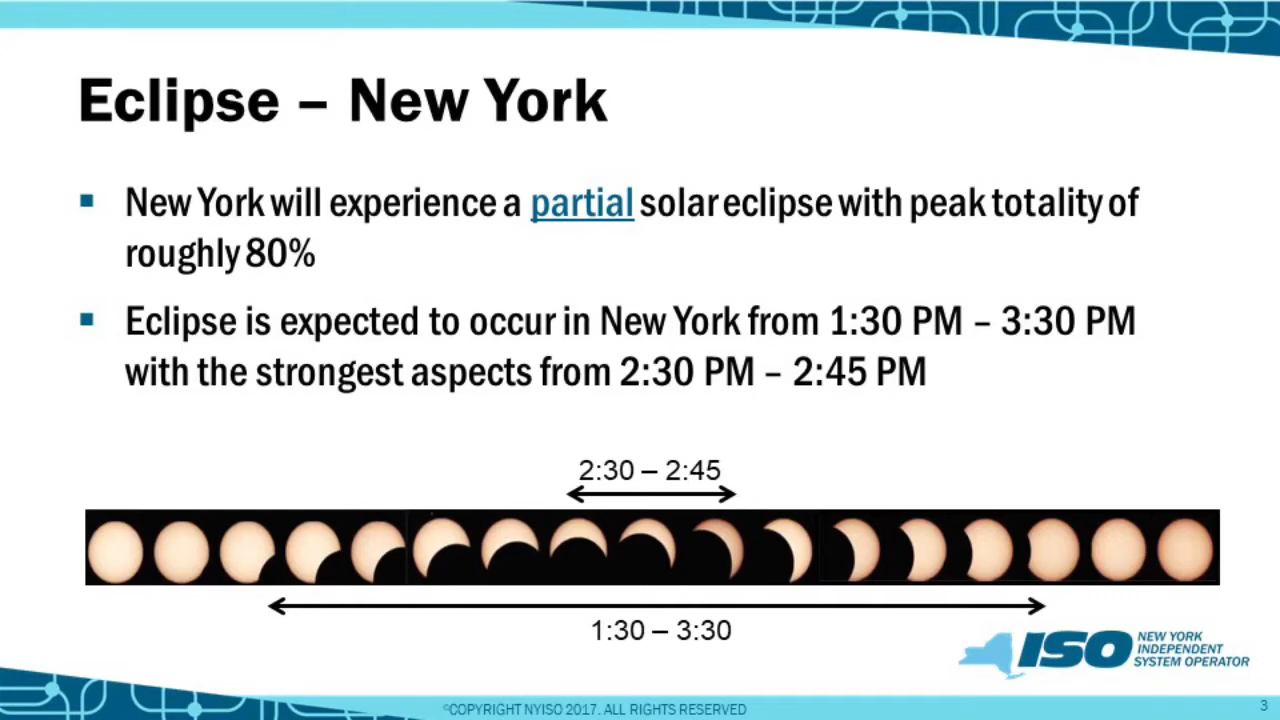 Eclipse – New York
▪ New York will experience a partial solar eclipse with peak totality of
roughly 80%
▪ Eclipse is expected to occur in New York from 1:30 PM – 3:30 PM
with the strongest aspects from 2:30 PM – 2:45 PM
2:30 – 2:45
1:30 – 3:30
ISO
NEW YORK
INDEPENDENT
SYSTEM OPERATOR
©COPYRIGHT NYISO 2017. ALL RIGHTS RESERVED
3